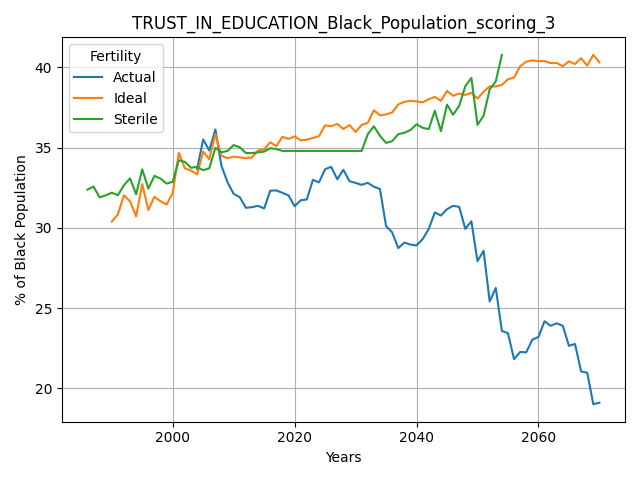 TRUST_IN_EDUCATION_Black_Population_scoring_3
Fertility
Actual
Ideal
Sterile
% of Black Population
40
35
30
25
20
2000 2020 2040 2060
Years